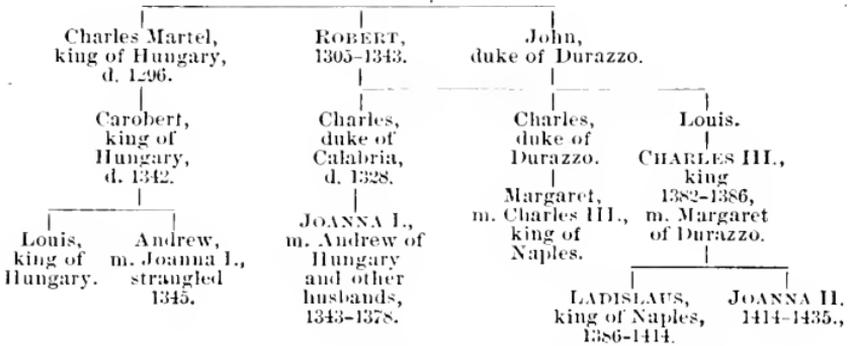 Charles Martel,
king of Hungary,
d. 1296.
ROBERT,
1305-1343.
John,
duke of Durazzo.
Carobert,
king of
Hungary,
d. 1342.
Charles,
duke of
Calabria,
d. 1328.
Charles,
duke of
Durazzo.
Louis.
CHARLES III.,
king
1382-1386,
m. Margaret
of Durazzo.
Margaret,
m. Charles III.,
king of
Naples.
Louis,
king of
Hungary.
Andrew,
m. Joanna I.,
strangled
1345.
JOANNA I.,
m. Andrew of
Hungary
and other
husbands,
1343-1378.
LADISLAUS,
king of Naples,
1386-1414.
JOANNA II.
1414-1435.,